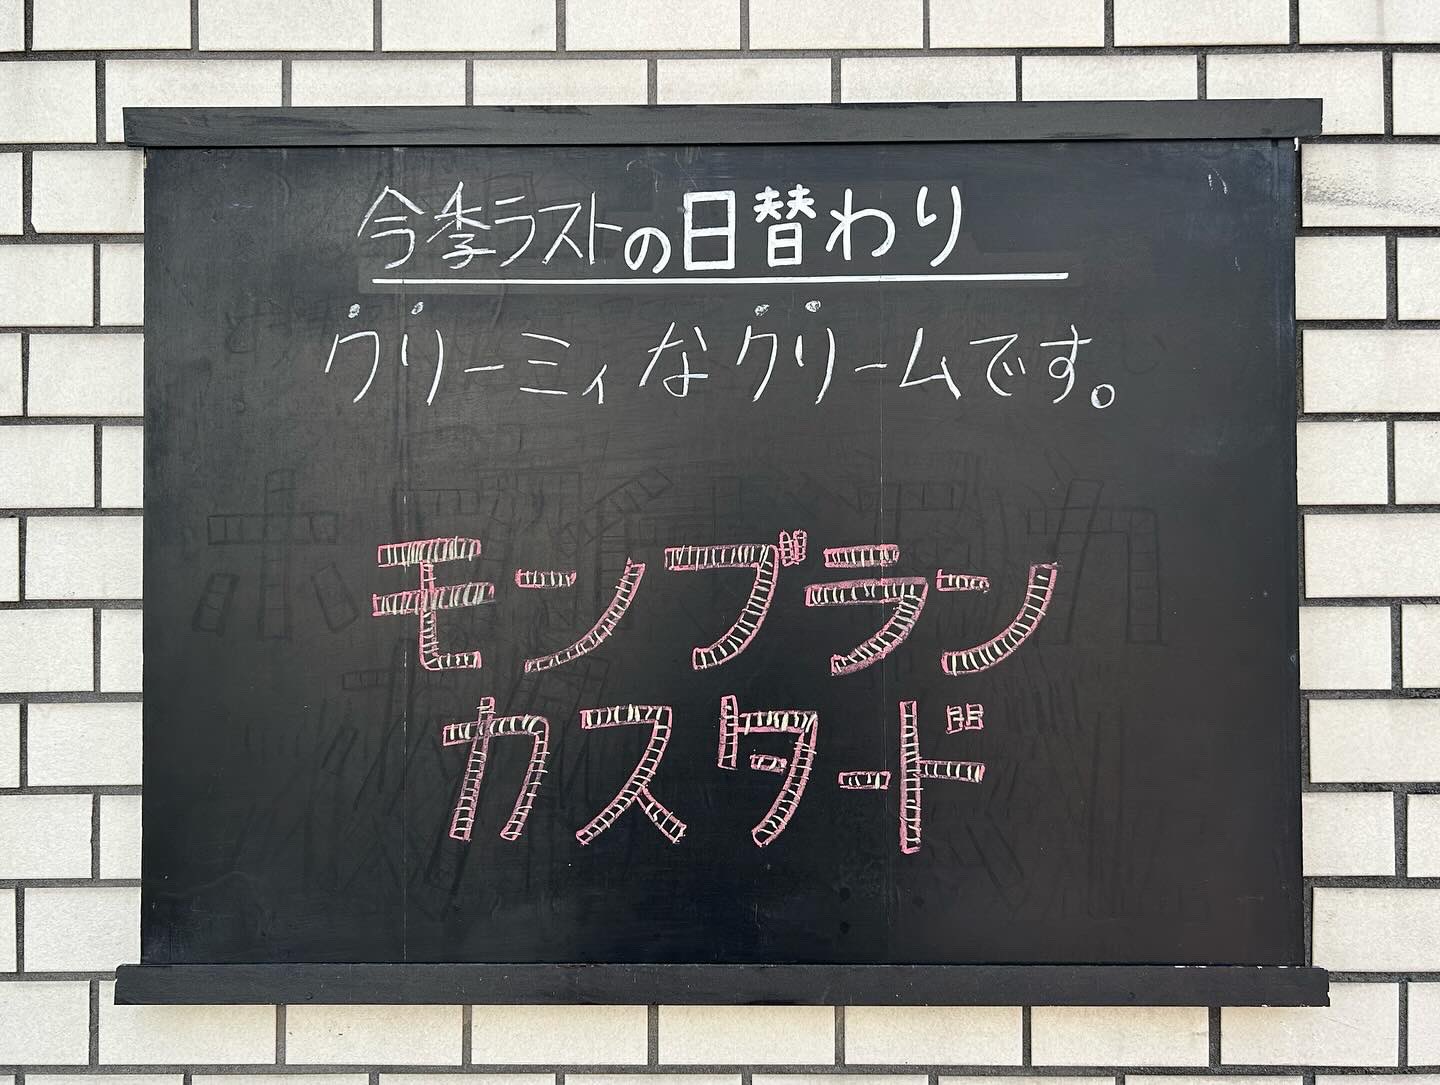 今季ラストの日替わり
クリーミィなクリームです。
モンブラン
カスタード